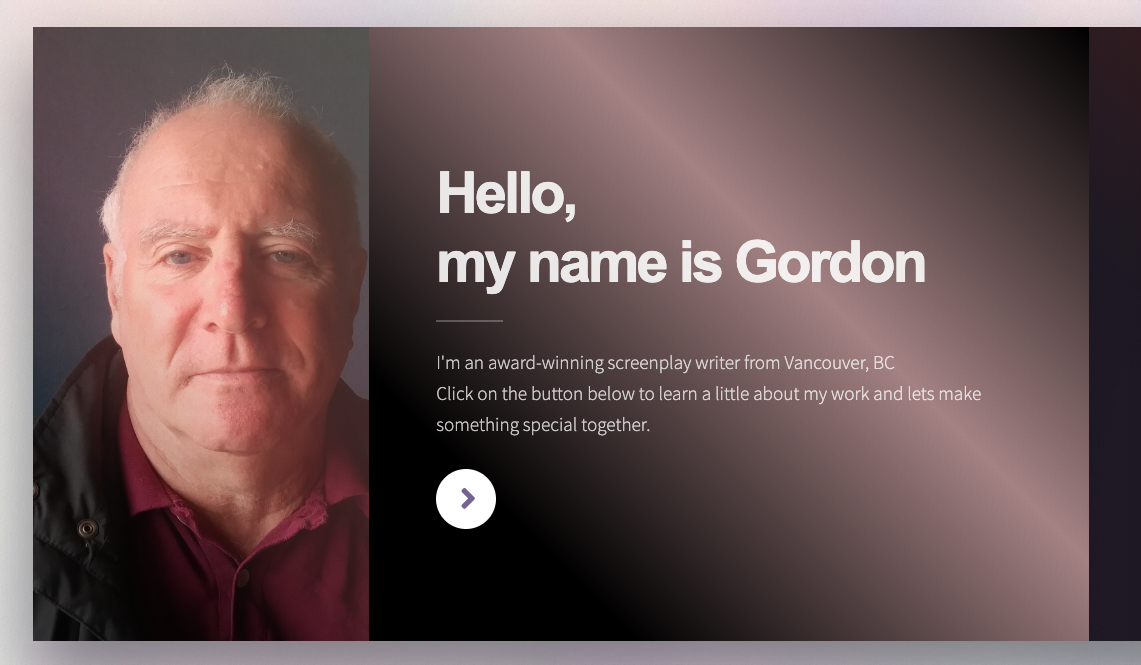 Hello,
my name is Gordon
I'm an award-winning screenplay writer from Vancouver, BC
Click on the button below to learn a little about my work and lets make
something special together.